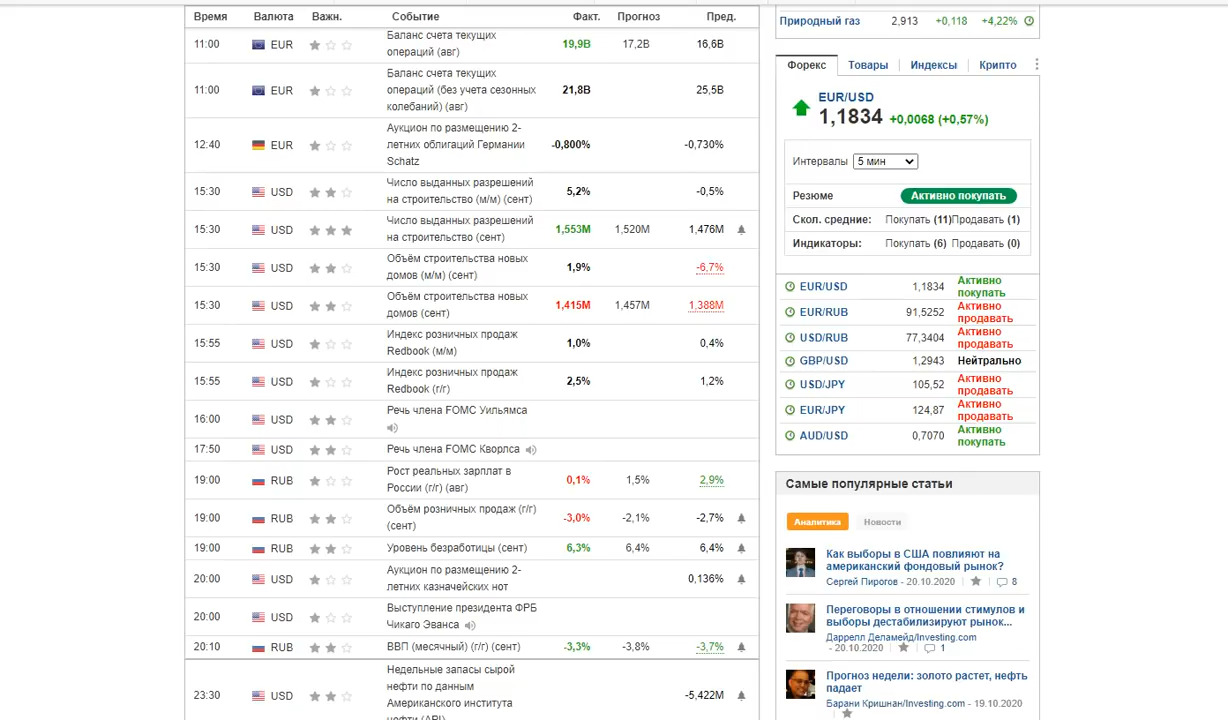 Время Валюта Важн. Событие Факт. Прогноз Пред.
11:00 EUR Баланс счета текущих 19,9B 17,2B 16,6B
операций (авг)
11:00 EUR Баланс счета текущих
операций (без учета сезонных 21,8B 25,5B
колебаний) (авг)
12:40 EUR Аукцион по размещению 2-
летних облигаций Германии -0,800% -0,730%
Schatz
15:30 USD Число выданных разрешений 5,2% -0,5%
на строительство (м/м) (сент)
15:30 USD Число выданных разрешений 1,553M 1,520M 1,476M
на строительство (сент)
15:30 USD Объём строительства новых 1,9% -6,7%
домов (м/м) (сент)
15:30 USD Объём строительства новых 1,415M 1,457M 1,388M
домов (сент)
15:55 USD Индекс розничных продаж 1,0% 0,4%
Redbook (м/м)
15:55 USD Индекс розничных продаж 2,5% 1,2%
Redbook (г/г)
16:00 USD Речь члена FOMC Уильямса
17:50 USD Речь члена FOMC Кворлса
19:00 RUB Рост реальных зарплат в 0,1% 1,5% 2,9%
России (г/г) (авг)
19:00 RUB Объём розничных продаж (г/г) -3,0% -2,1% -2,7%
(сент)
19:00 RUB Уровень безработицы (сент) 6,3% 6,4% 6,4%
20:00 USD Аукцион по размещению 2- 0,136%
летних казначейских нот
20:00 USD Выступление президента ФРБ
Чикаго Эванса
20:10 RUB ВВП (месячный) (г/г) (сент) -3,3% -3,8% -3,7%
23:30 USD Недельные запасы сырой
нефти по данным -5,422M
Американского института
нефти (API)
Природный газ 2,913 +0,118 +4,22%
Форекс Товары Индексы Крипто
EUR/USD
1,1834 +0,0068 (+0,57%)
Интервалы 5 мин
Резюме Активно покупать
Скол. средние: Покупать (11)Продавать (1)
Индикаторы: Покупать (6) Продавать (0)
EUR/USD 1,1834 Активно
покупать
EUR/RUB 91,5252 Активно
продавать
USD/RUB 77,3404 Активно
продавать
GBP/USD 1,2943 Нейтрально
USD/JPY 105,52 Активно
продавать
EUR/JPY 124,87 Активно
продавать
AUD/USD 0,7070 Активно
покупать
Самые популярные статьи
Аналитика Новости
Как выборы в США повлияют на
американский фондовый рынок?
Сергей Пирогов - 20.10.2020 8
Переговоры в отношении стимулов и
выборы дестабилизируют рынок...
Даррелл Деламейд/Investing.com
- 20.10.2020 1
Прогноз недели: золото растет, нефть
падает
Барани Кришнан/Investing.com - 19.10.2020